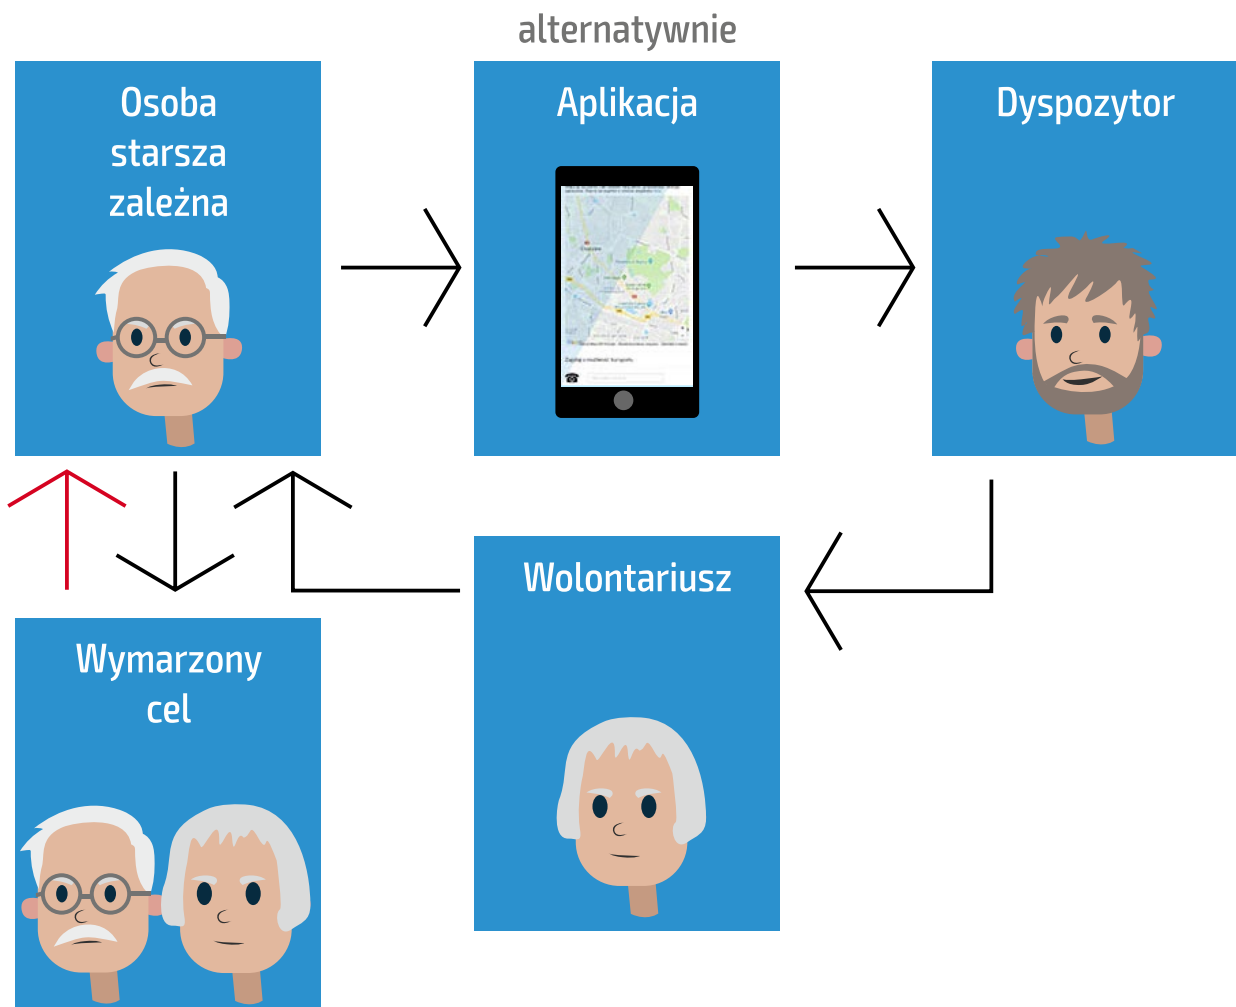 alternatywnie
Osoba
starsza
zależna
Aplikacja
Dyspozytor
Wolontariusz
Wymarzony
cel